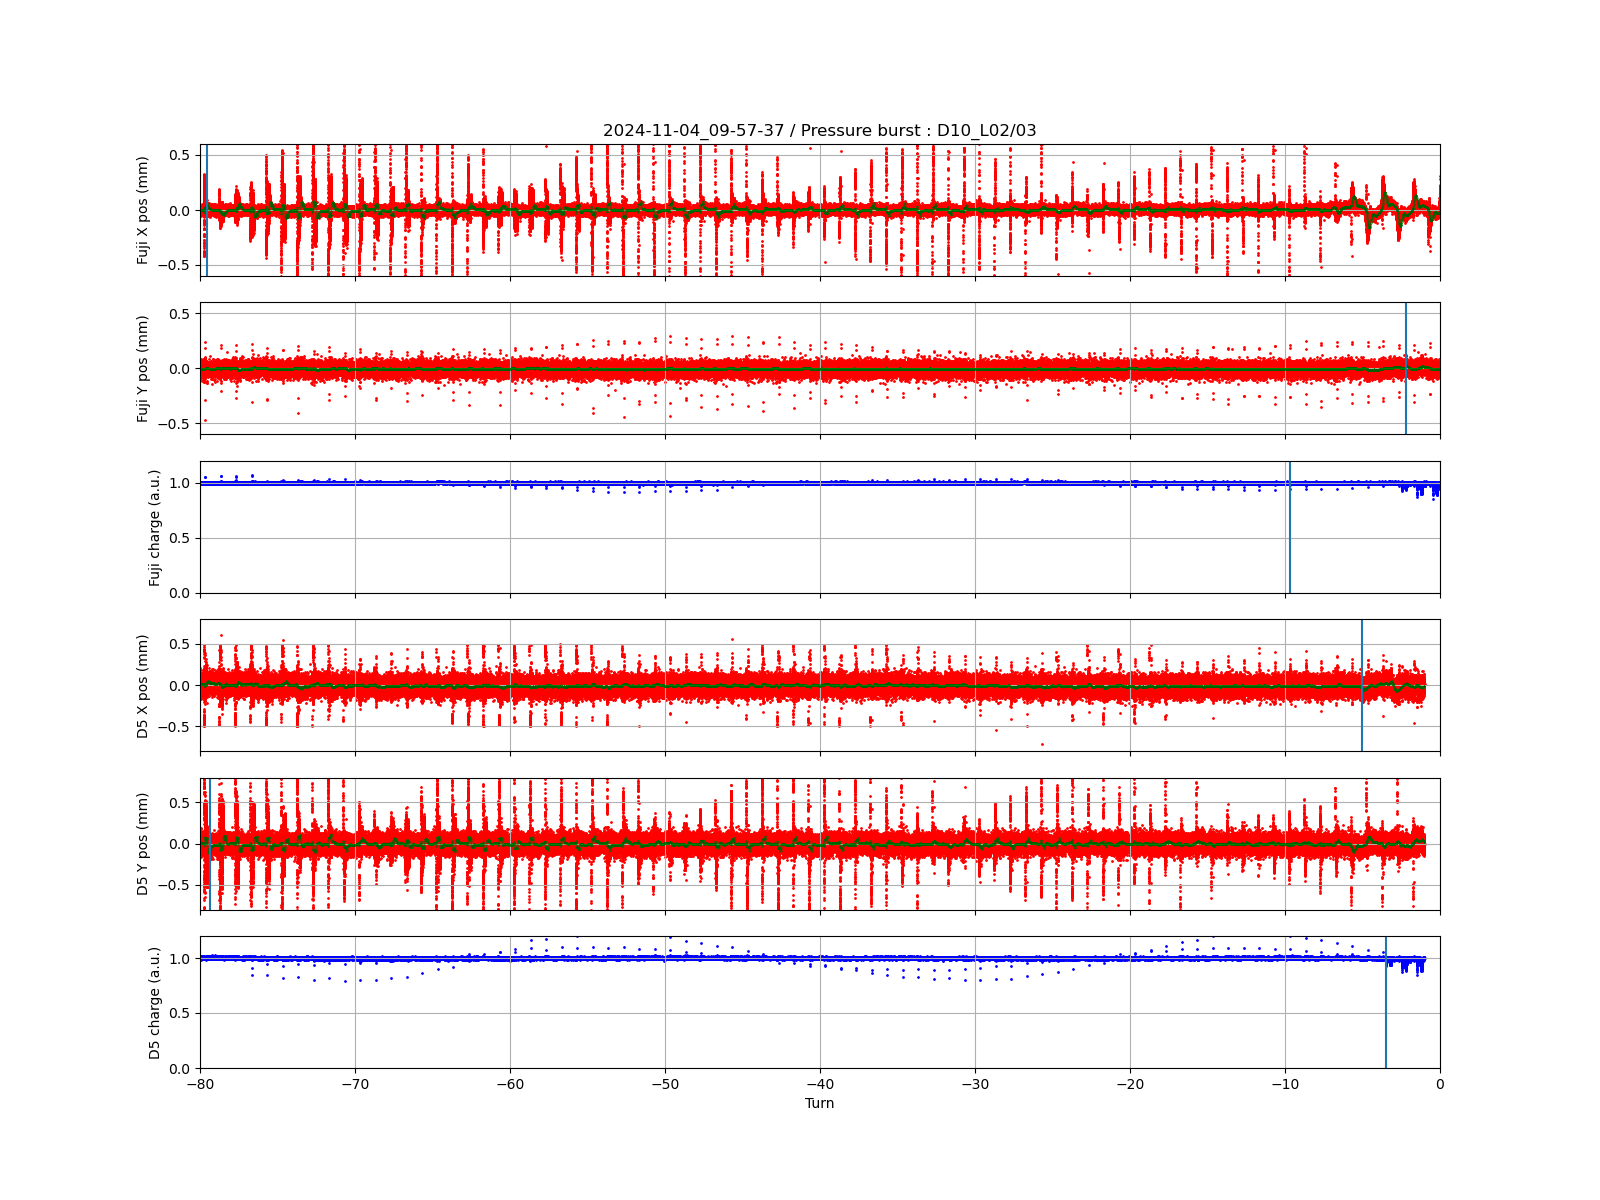 2024-11-04_09-57-37 / Pressure burst : D10_L02/03
Fuji X pos (mm)
0.5
0.0
−0.5
Fuji Y pos (mm)
0.5
0.0
−0.5
Fuji charge (a.u.)
1.0
0.5
0.0
D5 X pos (mm)
0.5
0.0
−0.5
D5 Y pos (mm)
0.5
0.0
−0.5
D5 charge (a.u.)
1.0
0.5
0.0
−80 −70 −60 −50 −40 −30 −20 −10 0
Turn